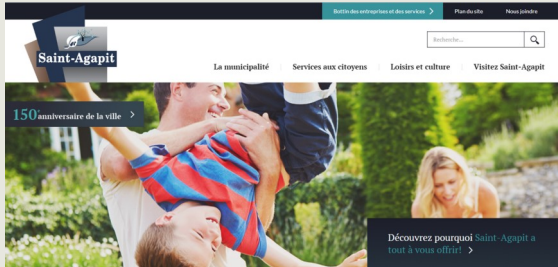 Bottin des entreprises et des services
Plan du site
Nous joindre
Recherche...
Saint-Agapit
La municipalité
Services aux citoyens
Loisirs et culture
Visitez Saint-Agapit
150e anniversaire de la ville
Découvrez pourquoi Saint-Agapit a
tout à vous offrir!